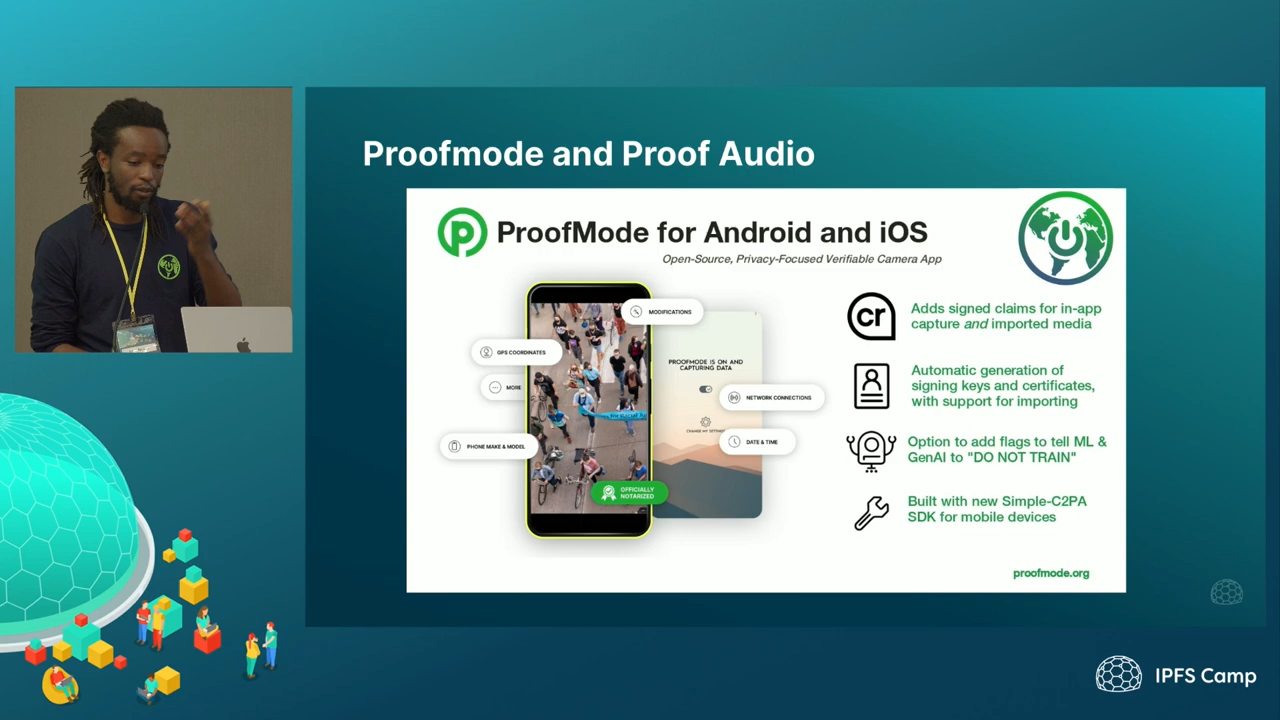 Proofmode and Proof Audio
ProofMode for Android and iOS
Open-Source, Privacy-Focused Verifiable Camera App
MODIFICATIONS
GPS COORDINATES
MORE
PHONE MAKE & MODEL
OFFICIALLY
NOTARIZED
PROOFMODE IS ON AND
CAPTURING DATA
NETWORK CONNECTIONS
CHANGE MY SETTINGS
DATE & TIME
cr
Adds signed claims for in-app
capture and imported media
Automatic generation of
signing keys and certificates,
with support for importing
Option to add flags to tell ML &
GenAI to "DO NOT TRAIN"
Built with new Simple-C2PA
SDK for mobile devices
proofmode.org
IPFS Camp